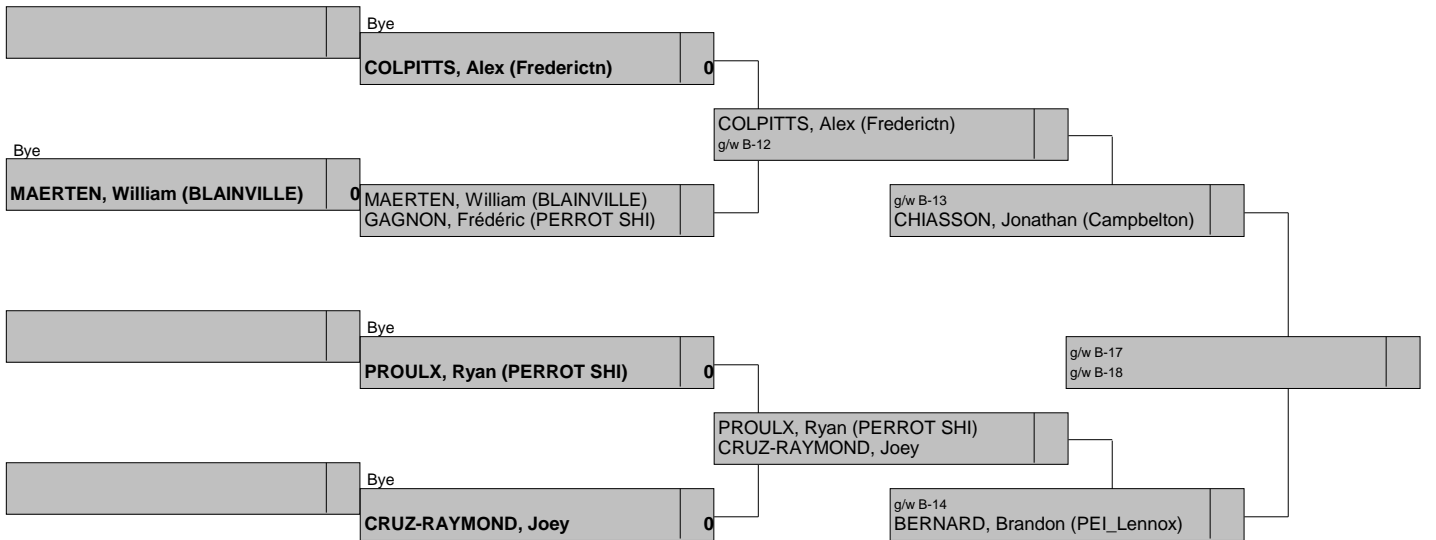 Bye
COLPITTS, Alex (Frederictn) 0
COLPITTS, Alex (Frederictn)
g/w B-12
Bye
MAERTEN, William (BLAINVILLE) 0
MAERTEN, William (BLAINVILLE)
GAGNON, Frédéric (PERROT SHI)
g/w B-13
CHIASSON, Jonathan (Campbelton)
Bye
PROULX, Ryan (PERROT SHI) 0
g/w B-17
g/w B-18
PROULX, Ryan (PERROT SHI)
CRUZ-RAYMOND, Joey
Bye
CRUZ-RAYMOND, Joey 0
g/w B-14
BERNARD, Brandon (PEI_Lennox)